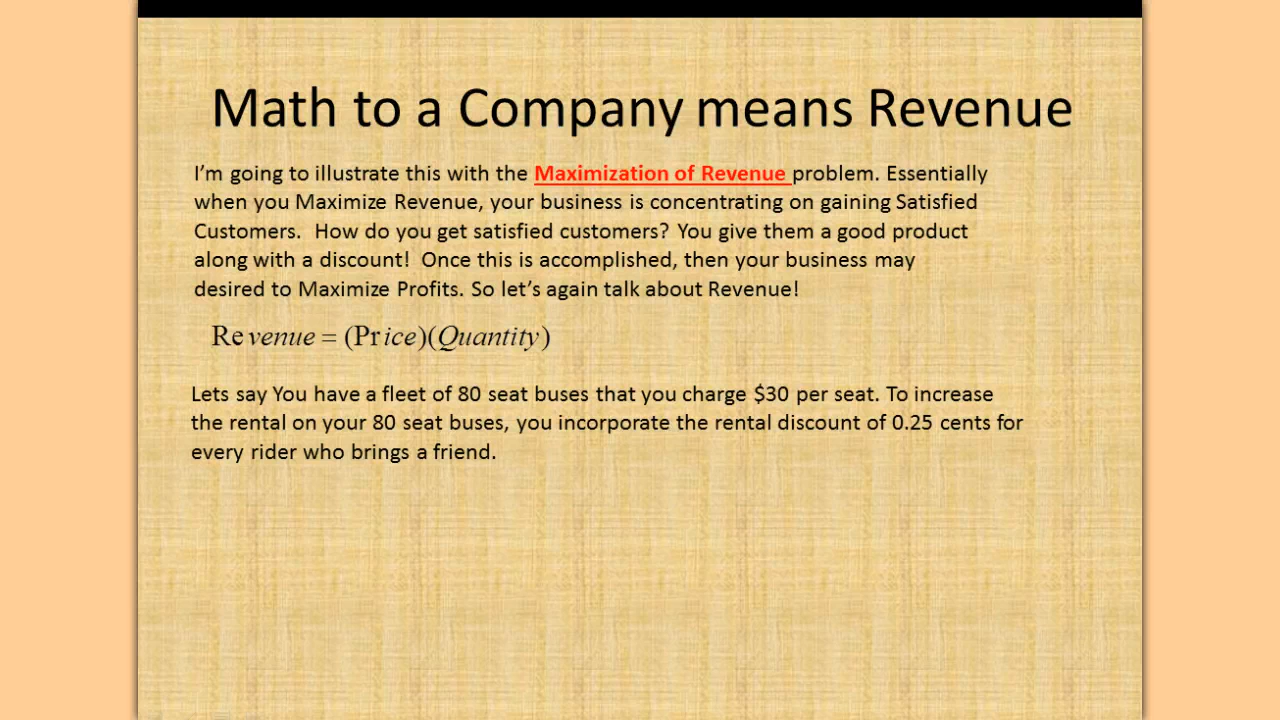 Math to a Company means Revenue
I’m going to illustrate this with the Maximization of Revenue problem. Essentially
when you Maximize Revenue, your business is concentrating on gaining Satisfied
Customers.  How do you get satisfied customers? You give them a good product
along with a discount!  Once this is accomplished, then your business may
desired to Maximize Profits. So let’s again talk about Revenue!
Revenue = (Price)(Quantity)
Lets say You have a fleet of 80 seat buses that you charge $30 per seat. To increase
the rental on your 80 seat buses, you incorporate the rental discount of 0.25 cents for
every rider who brings a friend.